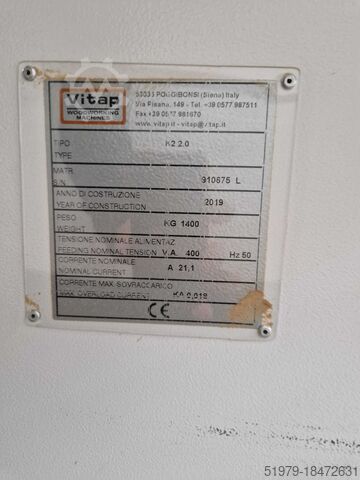 Vitap
WOODWORKING
MACHINES
53036 POGGIBONSI (Siena) Italy
Via Pisana, 149 - Tel. +39 0577 987511
Fax +39 0577 981670
www.vitap.it - vitap@vitap.it
TIPO
TYPE
K2 2.0
MATR.
S.N.
910675 L
ANNO DI COSTRUZIONE
YEAR OF CONSTRUCTION
2019
PESO
WEIGHT
KG 1400
TENSIONE NOMINALE ALIMENTAZ.
FEEDING NOMINAL TENSION V.A. 400 Hz 50
CORRENTE NOMINALE
NOMINAL CURRENT
A 21,1
CORRENTE MAX. SOVRACCARICO
MAX. OVERLOAD CURRENT KA 0,018
CE
51979-18472631